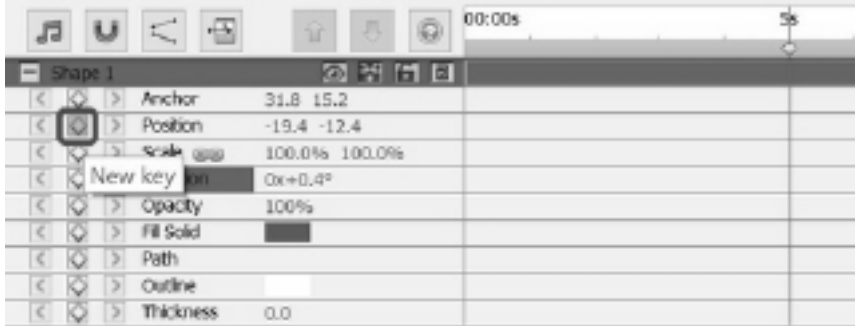 00:00s 5s
Shape 1
Anchor 31.8 15.2
Position -19.4 -12.4
Scale 100.0% 100.0%
New key
0x+0.4º
Opacity 100%
Fill Solid
Path
Outline
Thickness 0.0